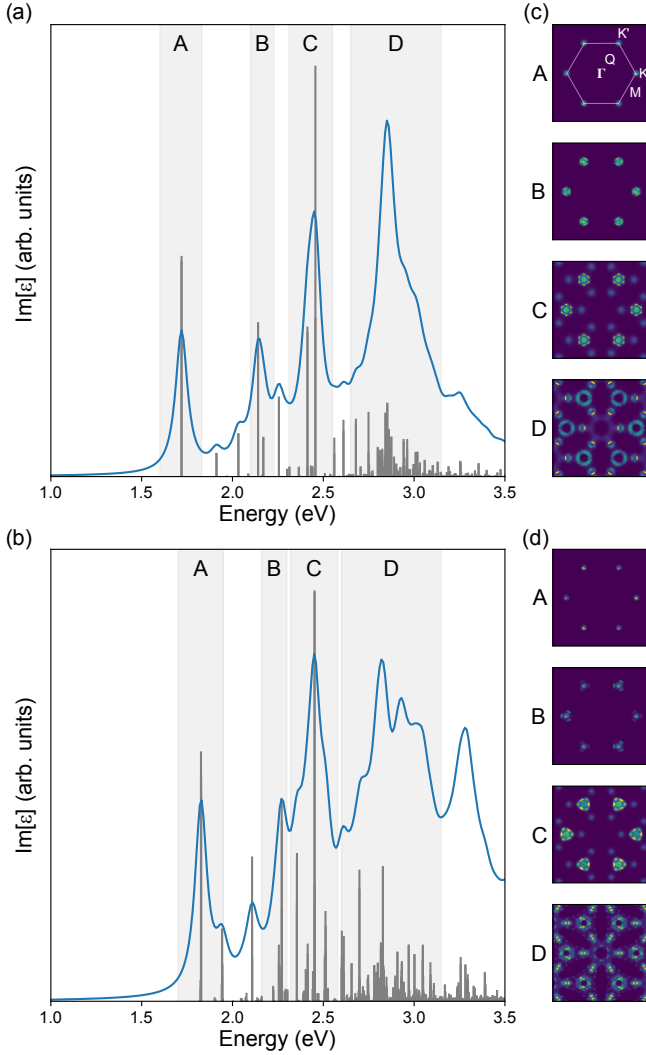 (a)
A
B
C
D
Im[ε] (arb. units)
1.0
1.5
2.0
2.5
3.0
3.5
Energy (eV)
(c)
A
K'
Q
Γ
K
M
B
C
D
(b)
A
B
C
D
Im[ε] (arb. units)
1.0
1.5
2.0
2.5
3.0
3.5
Energy (eV)
(d)
A
B
C
D